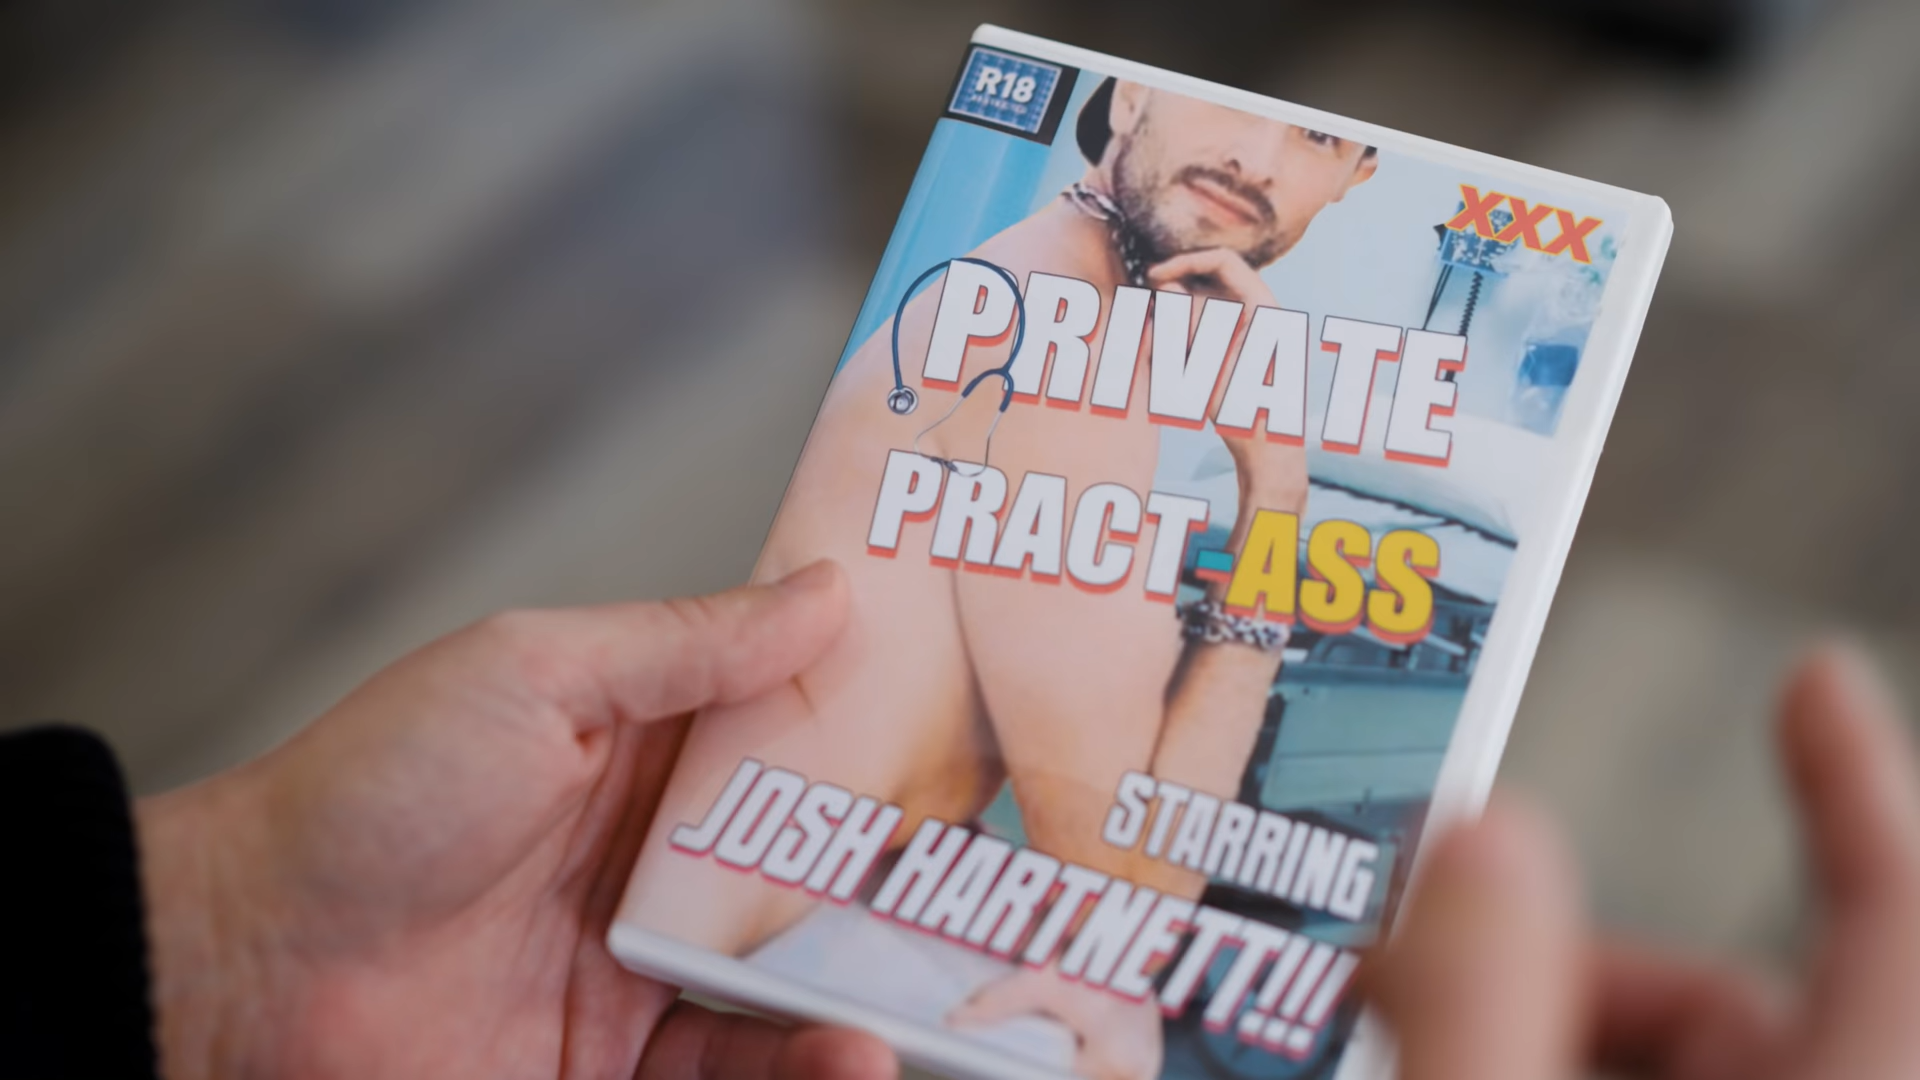 R18
XXX
PRIVATE
PRACT-ASS
STARRING
JOSH HARTNETT!!!